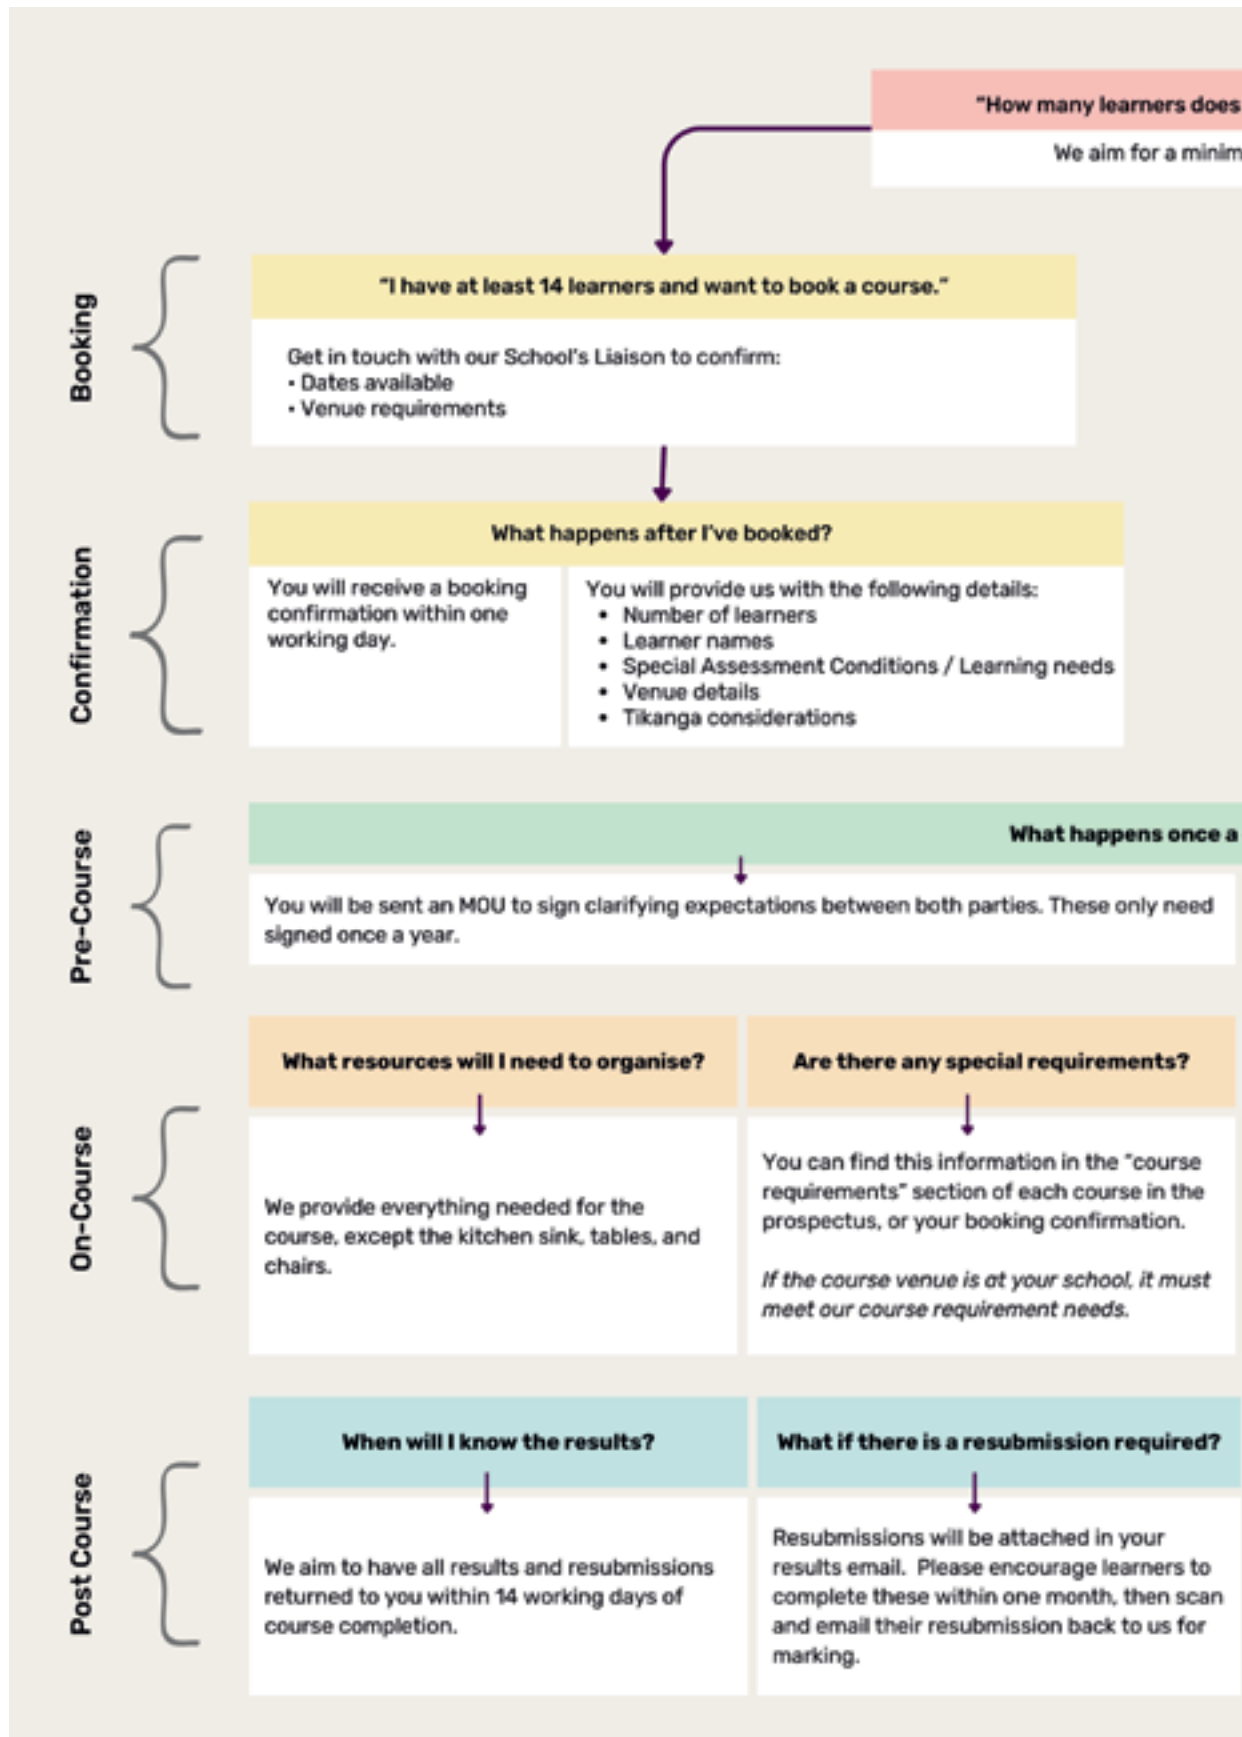 "How many learners does
We aim for a minim
Booking
"I have at least 14 learners and want to book a course."
Get in touch with our School's Liaison to confirm:
• Dates available
• Venue requirements
Confirmation
What happens after I've booked?
You will receive a booking
confirmation within one
working day.
You will provide us with the following details:
• Number of learners
• Learner names
• Special Assessment Conditions / Learning needs
• Venue details
• Tikanga considerations
Pre-Course
What happens once a
You will be sent an MOU to sign clarifying expectations between both parties. These only need
signed once a year.
On-Course
What resources will I need to organise?
We provide everything needed for the
course, except the kitchen sink, tables, and
chairs.
Are there any special requirements?
You can find this information in the "course
requirements" section of each course in the
prospectus, or your booking confirmation.
If the course venue is at your school, it must
meet our course requirement needs.
Post Course
When will I know the results?
We aim to have all results and resubmissions
returned to you within 14 working days of
course completion.
What if there is a resubmission required?
Resubmissions will be attached in your
results email.  Please encourage learners to
complete these within one month, then scan
and email their resubmission back to us for
marking.